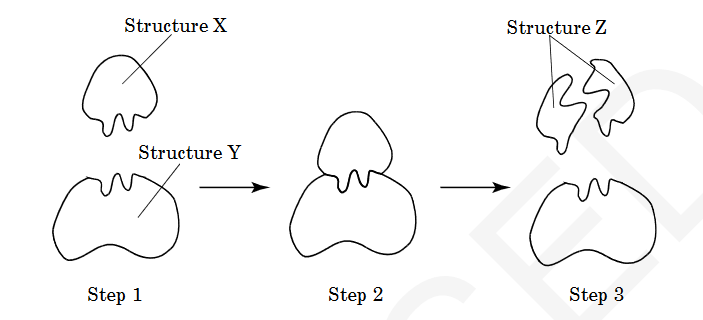 Structure X
Structure Z
Structure Y
Step 1
Step 2
Step 3